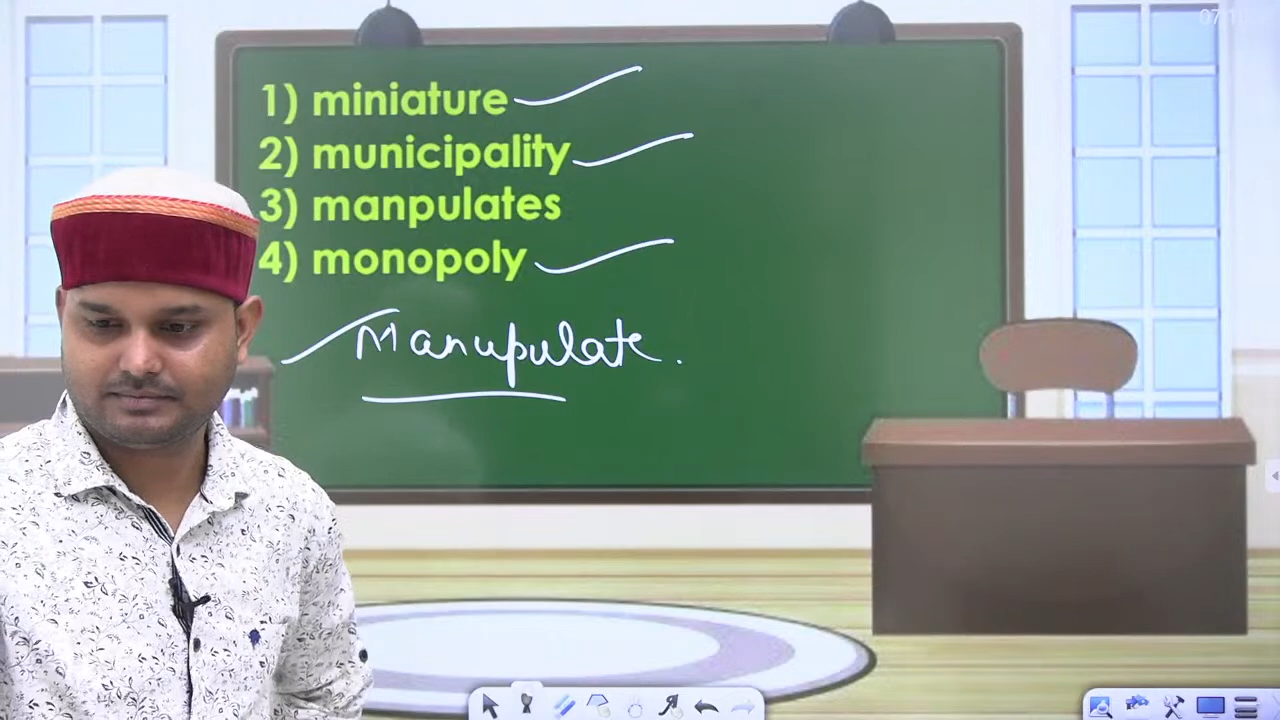 1) miniature
2) municipality
3) manpulates
4) monopoly
Manupulate.